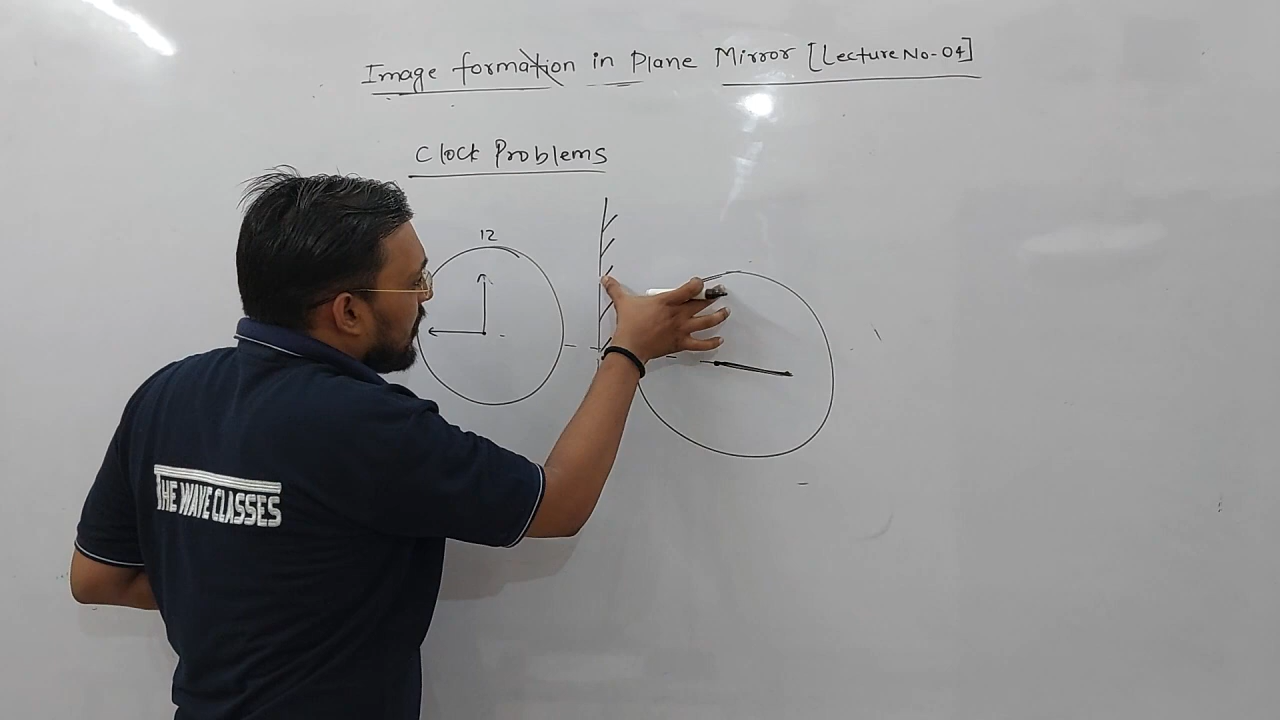 Image formation in Plane Mirror [Lecture No-04]
Clock Problems
12
THE WAVE CLASSES